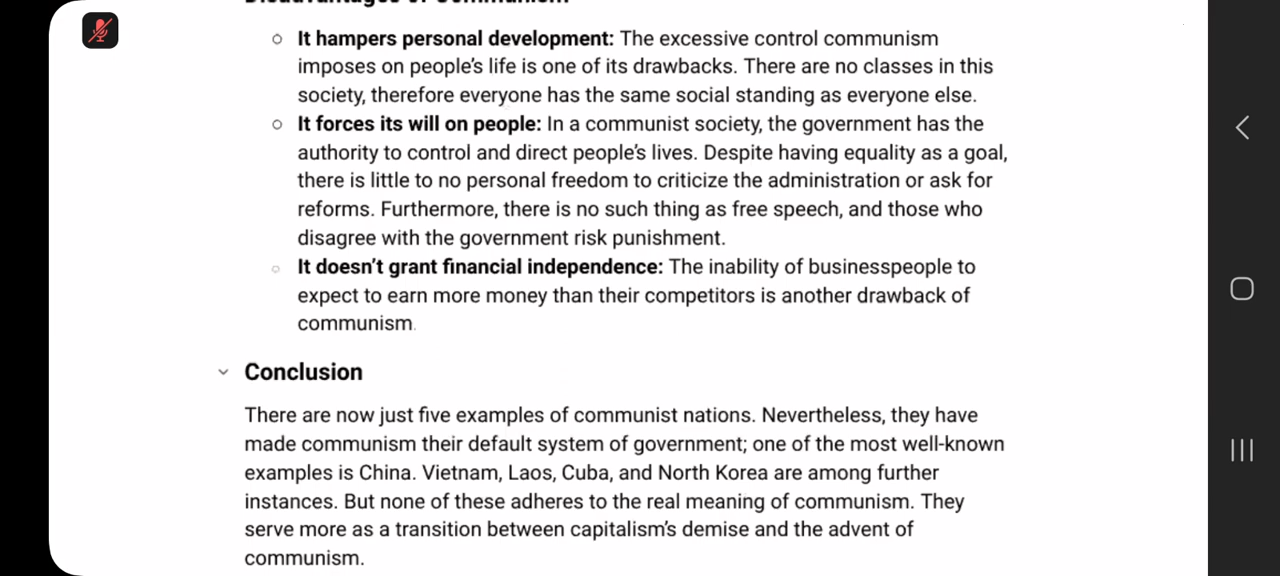 Disadvantages of Communism
It hampers personal development: The excessive control communism
imposes on people's life is one of its drawbacks. There are no classes in this
society, therefore everyone has the same social standing as everyone else.
It forces its will on people: In a communist society, the government has the
authority to control and direct people's lives. Despite having equality as a goal,
there is little to no personal freedom to criticize the administration or ask for
reforms. Furthermore, there is no such thing as free speech, and those who
disagree with the government risk punishment.
It doesn't grant financial independence: The inability of businesspeople to
expect to earn more money than their competitors is another drawback of
communism.
Conclusion
There are now just five examples of communist nations. Nevertheless, they have
made communism their default system of government; one of the most well-known
examples is China. Vietnam, Laos, Cuba, and North Korea are among further
instances. But none of these adheres to the real meaning of communism. They
serve more as a transition between capitalism's demise and the advent of
communism.